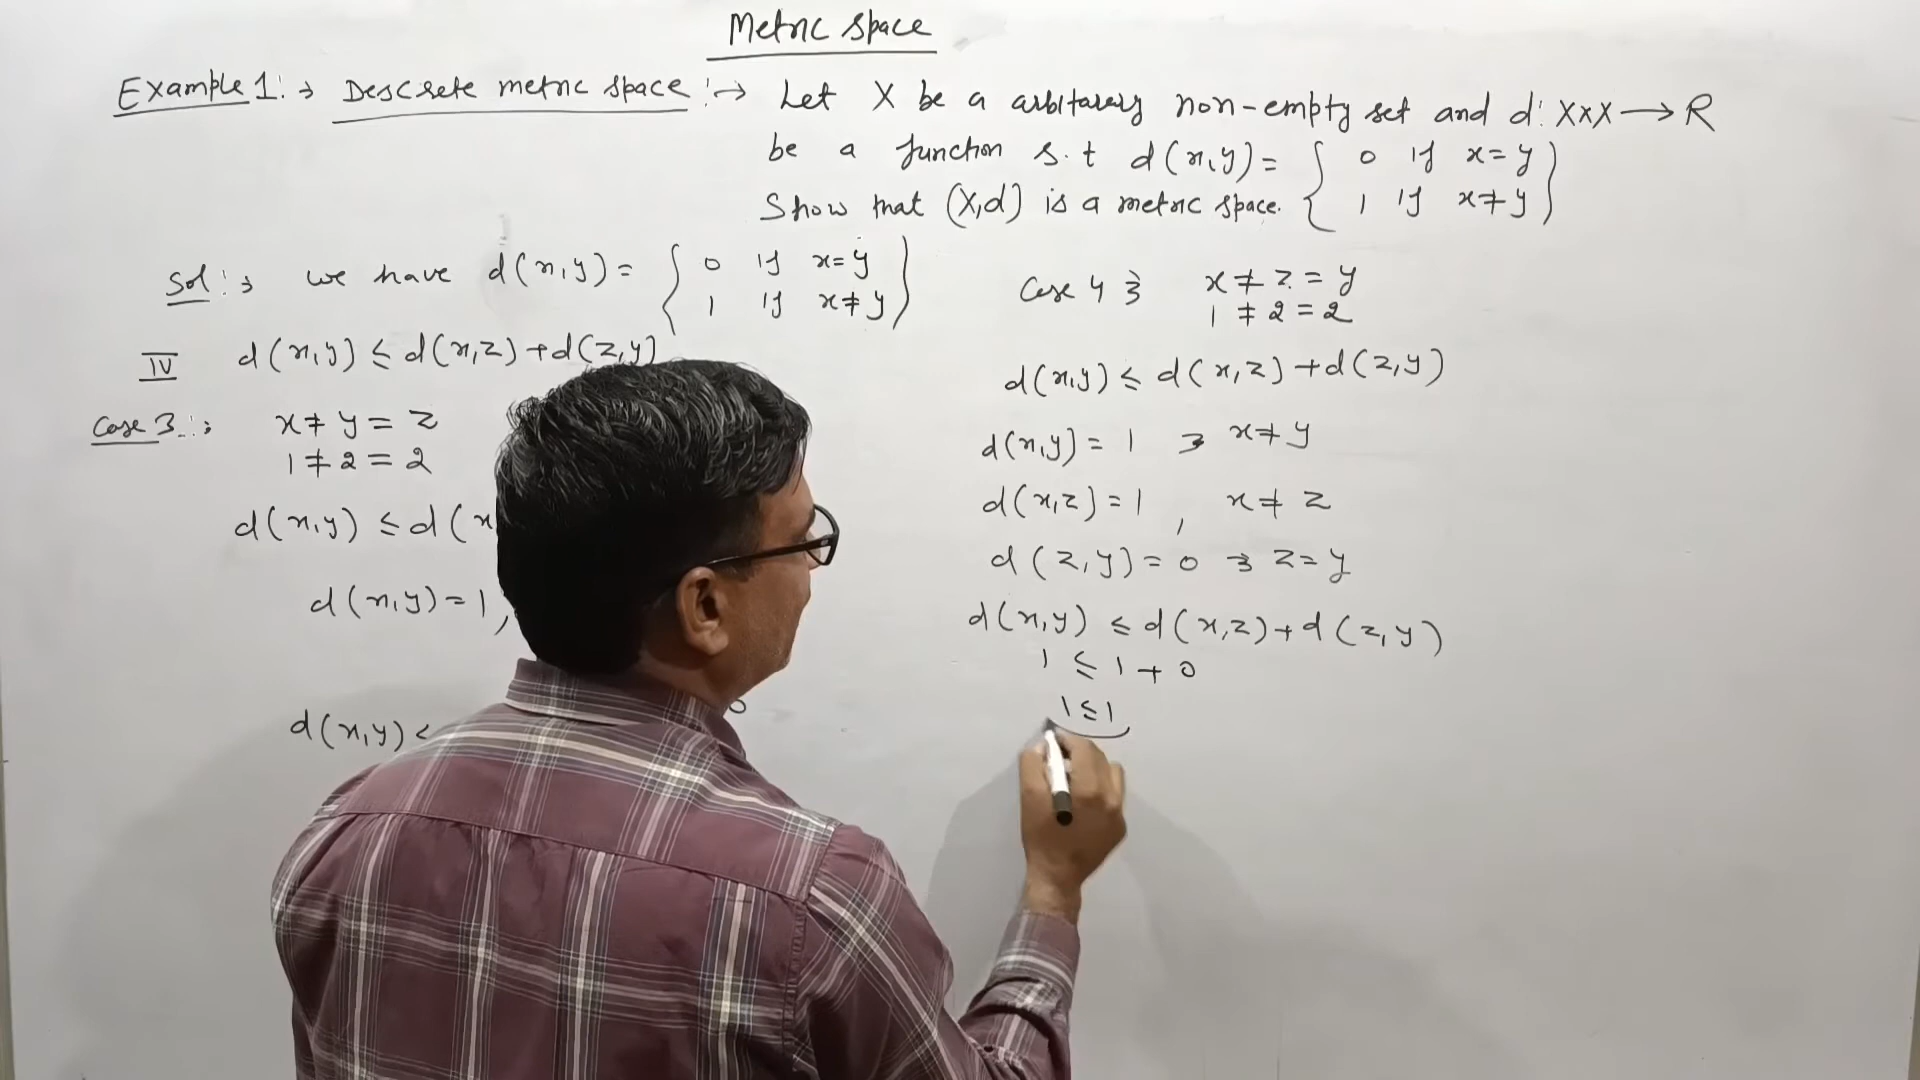 Metric space
Example 1:→ Descrete metric space:→ Let X be a arbitarary non-empty set and d: X×X → R
be a function s.t d(x,y) = { 0 if x=y
1 if x≠y }
Show that (X,d) is a metric space.
Sol:→ we have d(x,y) = { 0 if x=y
1 if x≠y }
IV d(x,y) ≤ d(x,z) + d(z,y)
Case 3:→ x ≠ y = z
1 ≠ 2 = 2
d(x,y) ≤ d(x
d(x,y) = 1,
d(x,y) <
Case 4 → x ≠ z = y
1 ≠ 2 = 2
d(x,y) ≤ d(x,z) + d(z,y)
d(x,y) = 1 → x ≠ y
d(x,z) = 1, x ≠ z
d(z,y) = 0 → z = y
d(x,y) ≤ d(x,z) + d(z,y)
1 ≤ 1 + 0
1 ≤ 1